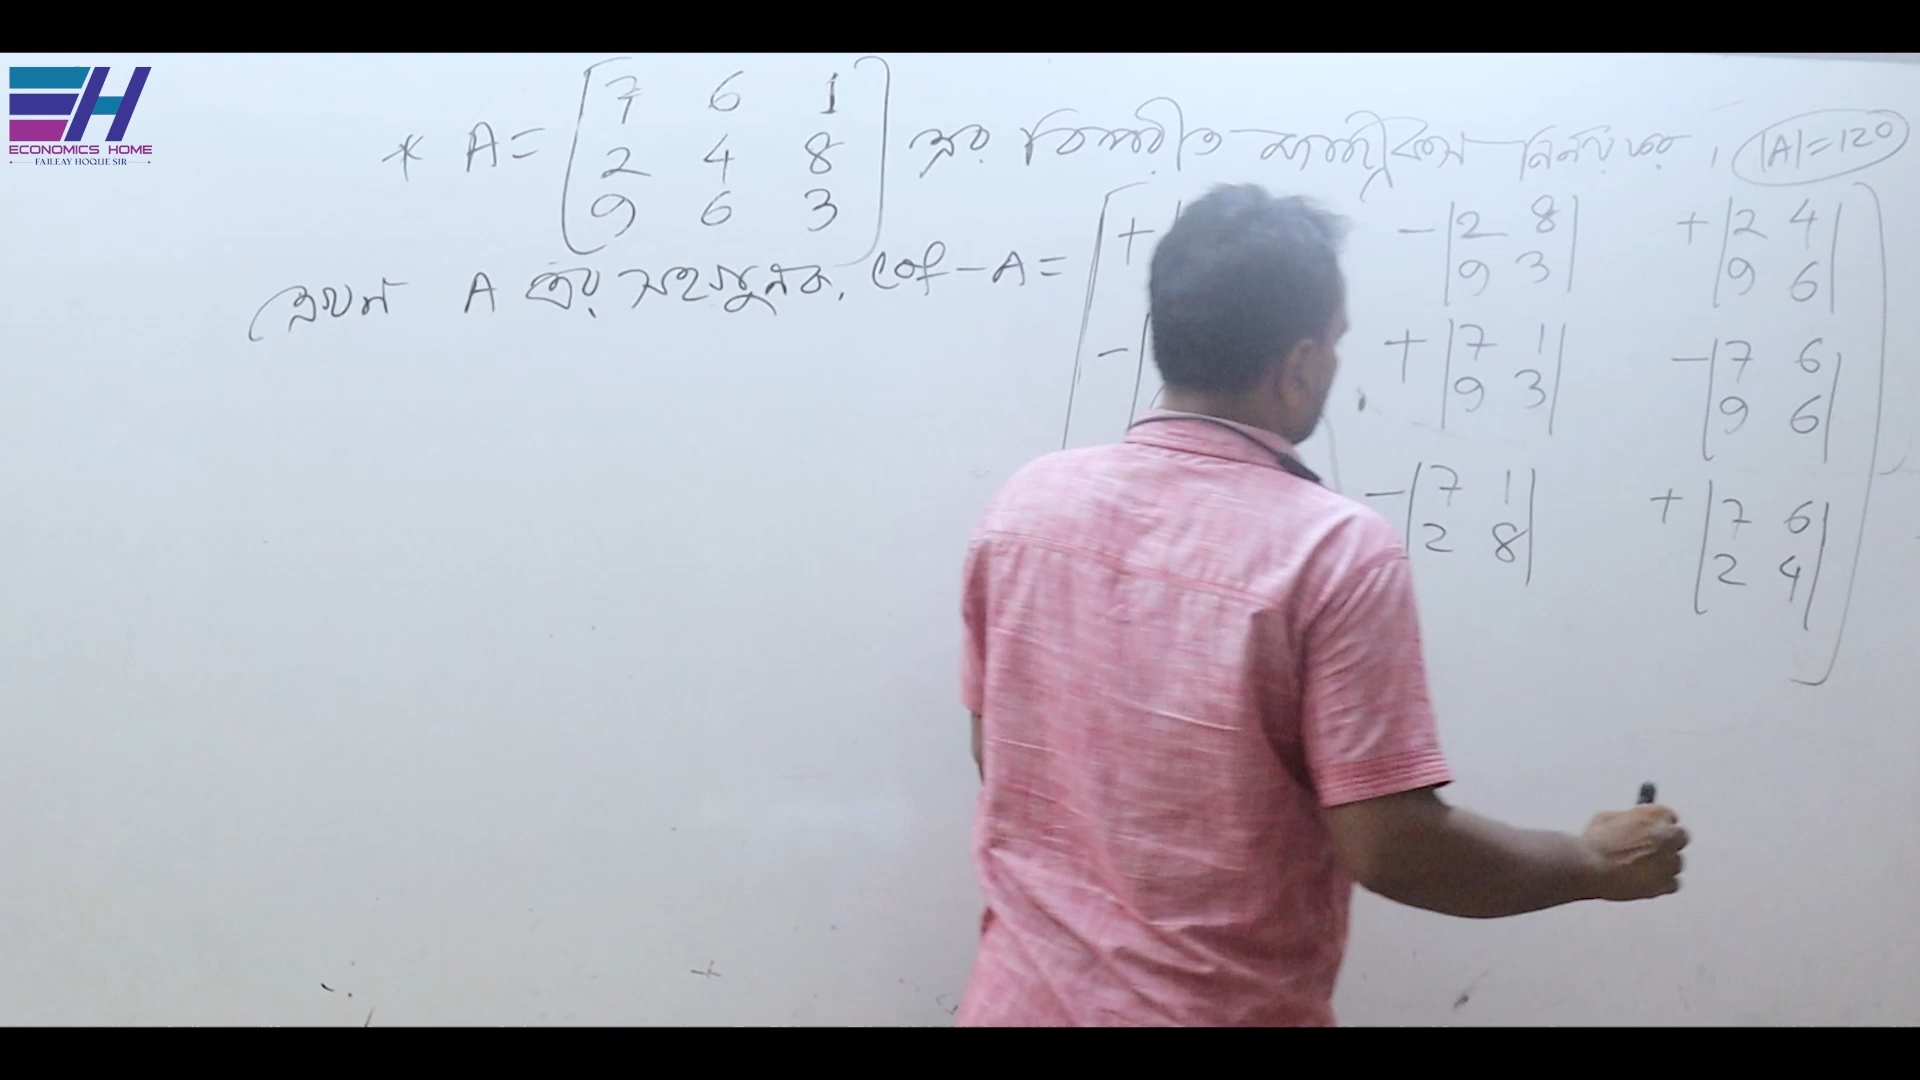 ECONOMICS HOME
FAILEAY HOQUE SIR
* A = [7 6 1
2 4 8
9 6 3] এর বিপরীত ম্যাট্রিক্স নির্ণয় কর। |A| = 120
এখন A এর সহগুনক, Cof-A = [+| -|2 8| +|2 4|
|9 3| |9 6|
-| +|7 1| -|7 6|
|9 3| |9 6|
-|7 1| +|7 6|
|2 8| |2 4|]